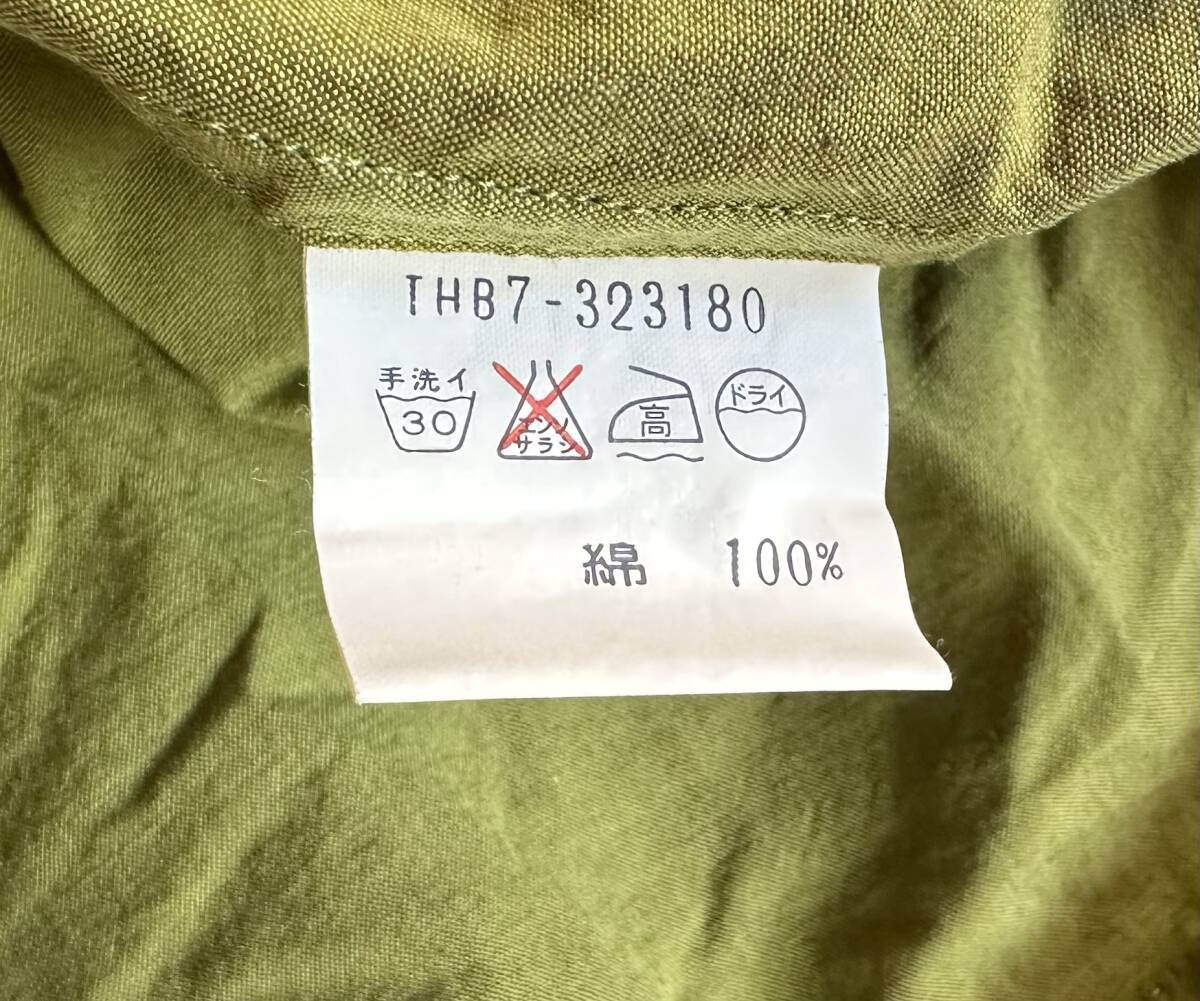 THB7-323180
手洗イ
30
エンソ
サラシ
高
ドライ
綿 100%